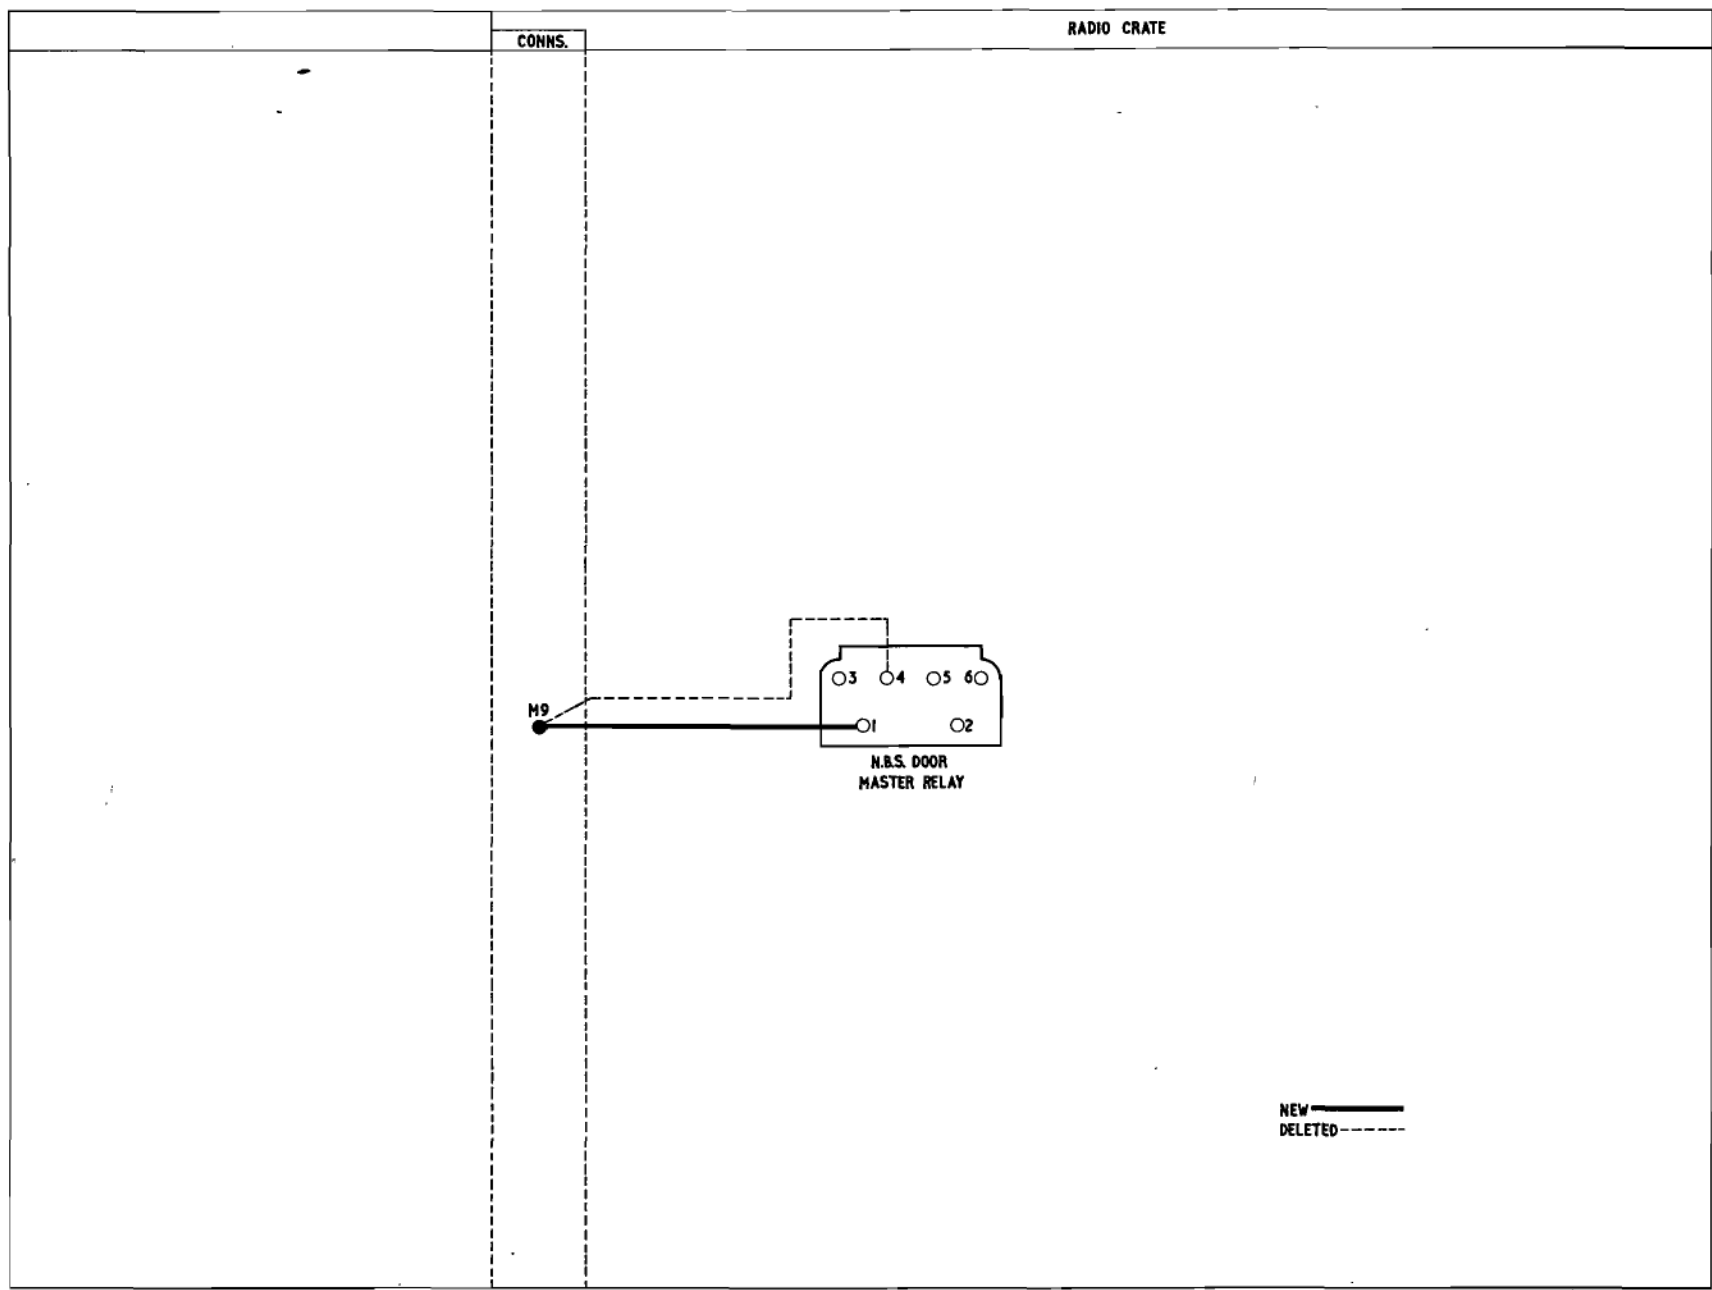 RADIO CRATE
CONNS.
3 4 5 6
M9
1 2
N.B.S. DOOR
MASTER RELAY
NEW
DELETED